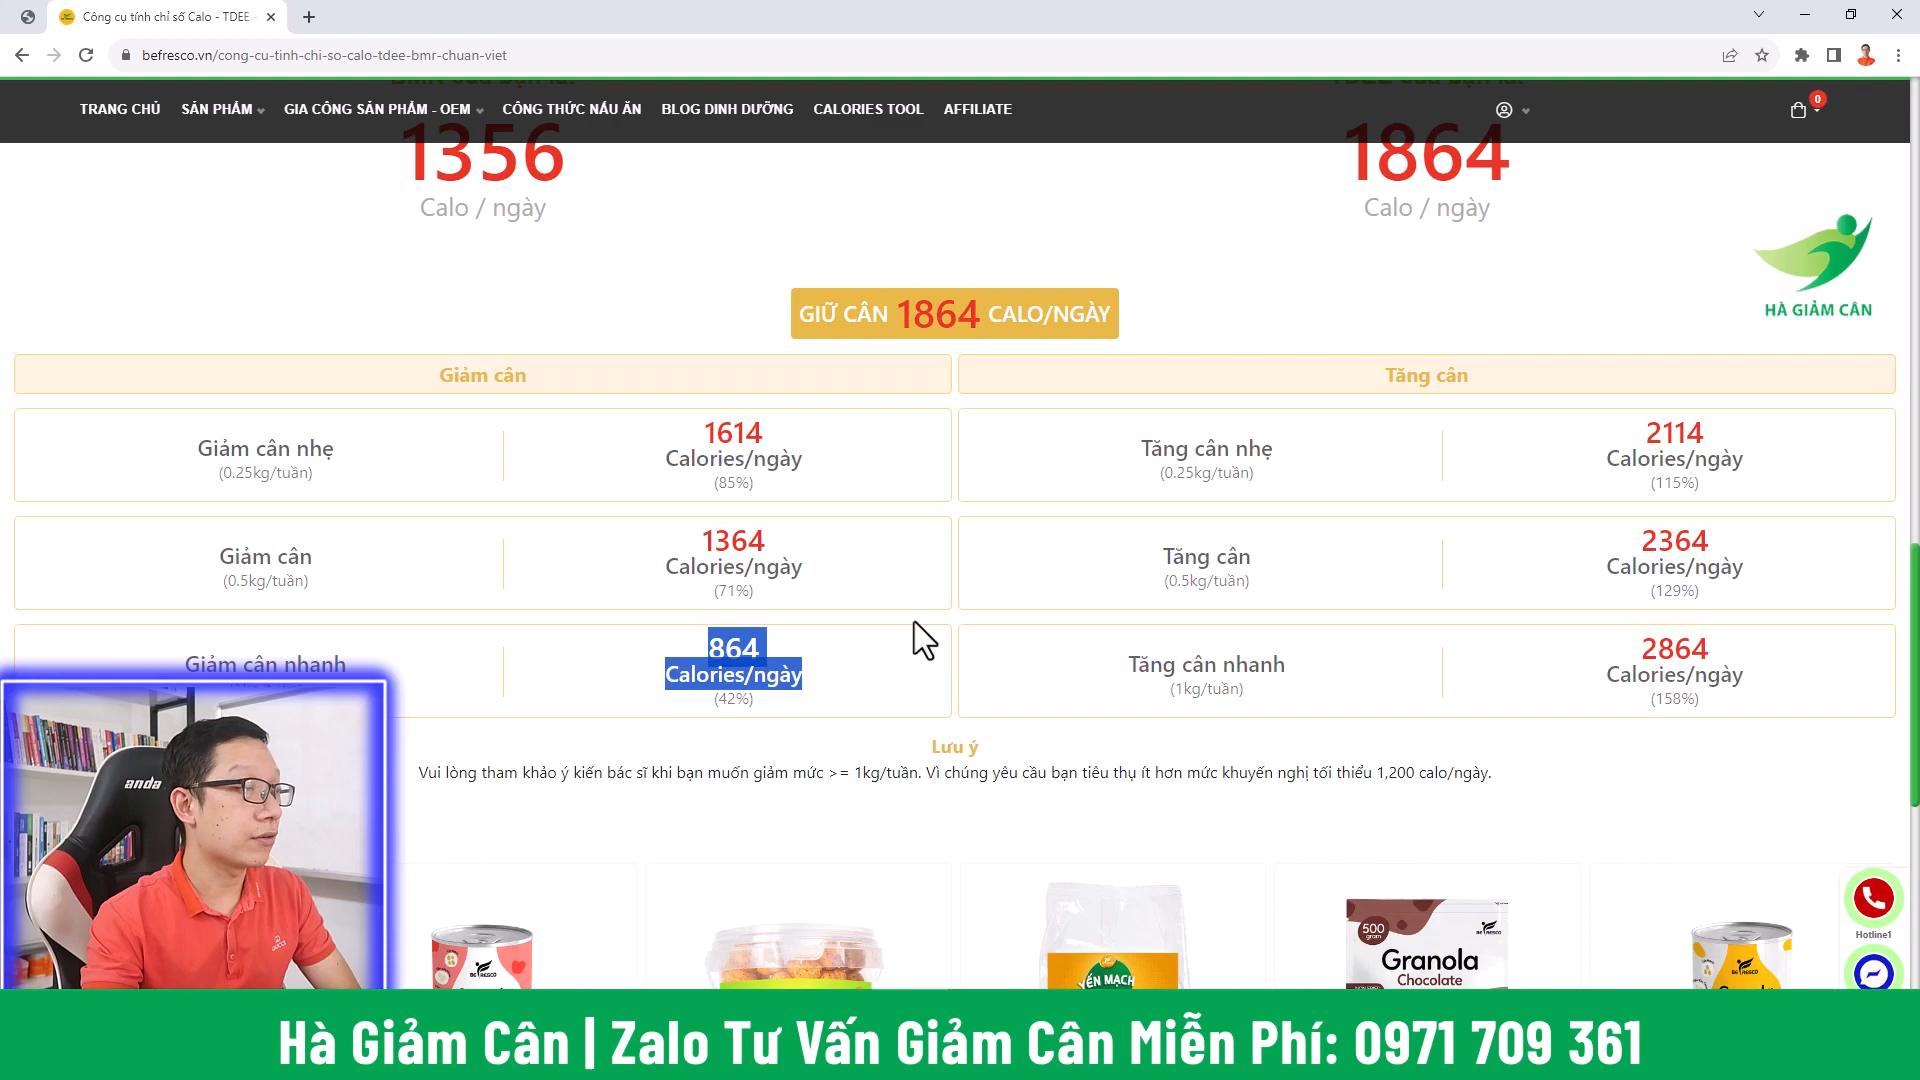 Công cụ tính chỉ số Calo - TDEE
befresco.vn/cong-cu-tinh-chi-so-calo-tdee-bmr-chuan-viet
TRANG CHỦ SẢN PHẨM GIA CÔNG SẢN PHẨM - OEM CÔNG THỨC NẤU ĂN BLOG DINH DƯỠNG CALORIES TOOL AFFILIATE 0
1356 1864
Calo / ngày Calo / ngày
HÀ GIẢM CÂN
GIỮ CÂN 1864 CALO/NGÀY
Giảm cân Tăng cân
Giảm cân nhẹ
(0.25kg/tuần)
1614
Calories/ngày
(85%)
Tăng cân nhẹ
(0.25kg/tuần)
2114
Calories/ngày
(115%)
Giảm cân
(0.5kg/tuần)
1364
Calories/ngày
(71%)
Tăng cân
(0.5kg/tuần)
2364
Calories/ngày
(129%)
Giảm cân nhanh
864
Calories/ngày
(42%)
Tăng cân nhanh
(1kg/tuần)
2864
Calories/ngày
(158%)
Lưu ý
Vui lòng tham khảo ý kiến bác sĩ khi bạn muốn giảm mức >= 1kg/tuần. Vì chúng yêu cầu bạn tiêu thụ ít hơn mức khuyến nghị tối thiểu 1,200 calo/ngày.
anda
GUCCI
BEFRESCO
YẾN MẠCH
500
gram
BEFRESCO
Granola
Chocolate
BEFRESCO
Hotline1
Hà Giảm Cân | Zalo Tư Vấn Giảm Cân Miễn Phí: 0971 709 361